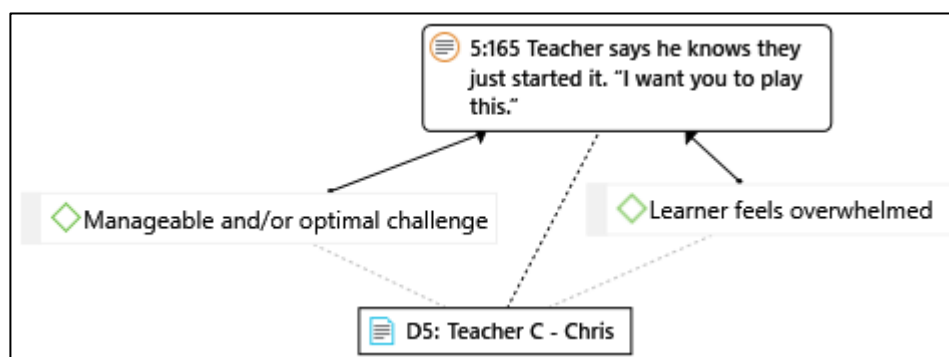 5:165 Teacher says he knows they
just started it. "I want you to play
this."
Manageable and/or optimal challenge
Learner feels overwhelmed
D5: Teacher C - Chris